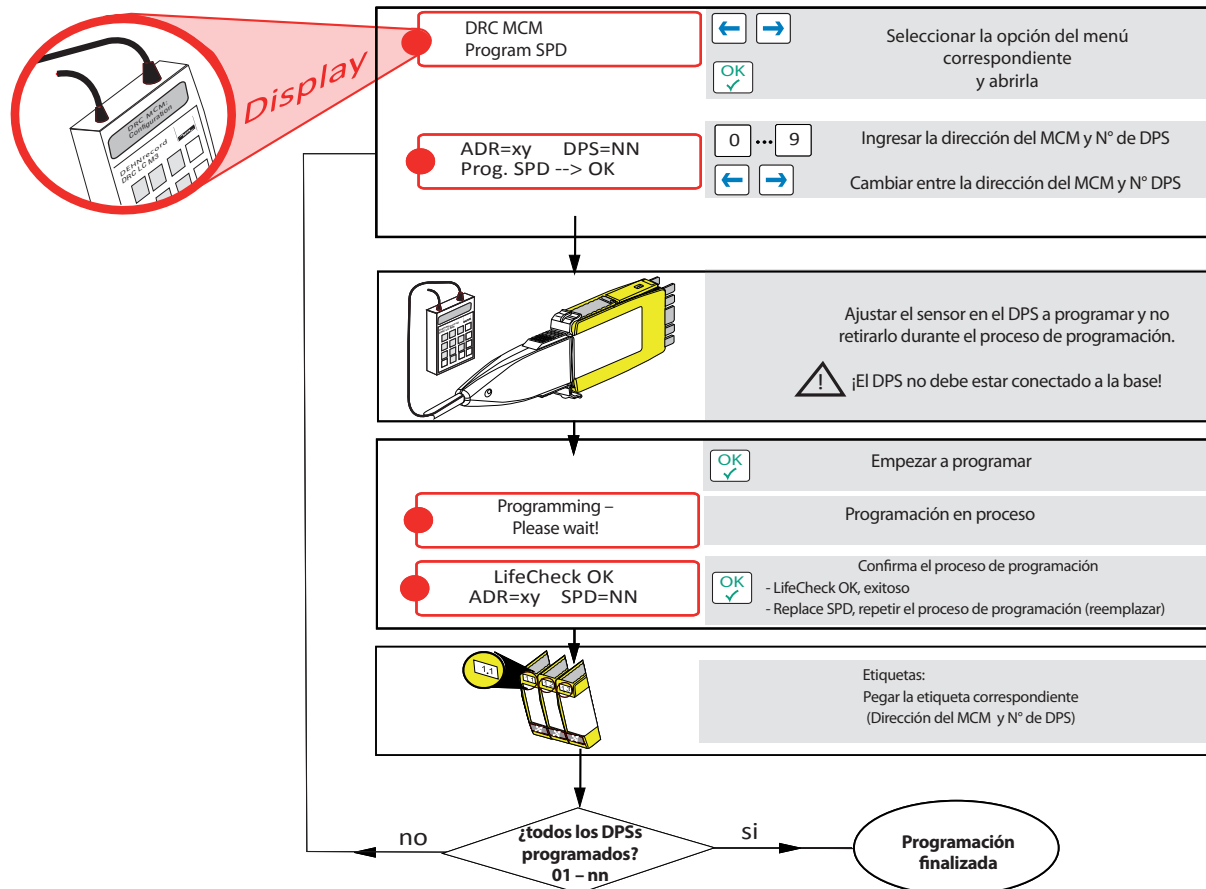 DRC MCM
Program SPD
OK
Seleccionar la opción del menú
correspondiente
y abrirla
Display
DRC MCM:
Configuration
DEHNrecord
DRC LC M3
ADR=xy DPS=NN
Prog. SPD --> OK
0 ... 9
Ingresar la dirección del MCM y N° de DPS
Cambiar entre la dirección del MCM y N° DPS
Ajustar el sensor en el DPS a programar y no
retirarlo durante el proceso de programación.
! ¡El DPS no debe estar conectado a la base!
OK
Empezar a programar
Programming –
Please wait!
Programación en proceso
LifeCheck OK
ADR=xy SPD=NN
OK
Confirma el proceso de programación
- LifeCheck OK, exitoso
- Replace SPD, repetir el proceso de programación (reemplazar)
1.1
Etiquetas:
Pegar la etiqueta correspondiente
(Dirección del MCM y N° de DPS)
no
¿todos los DPSs
programados?
01 – nn
si
Programación
finalizada